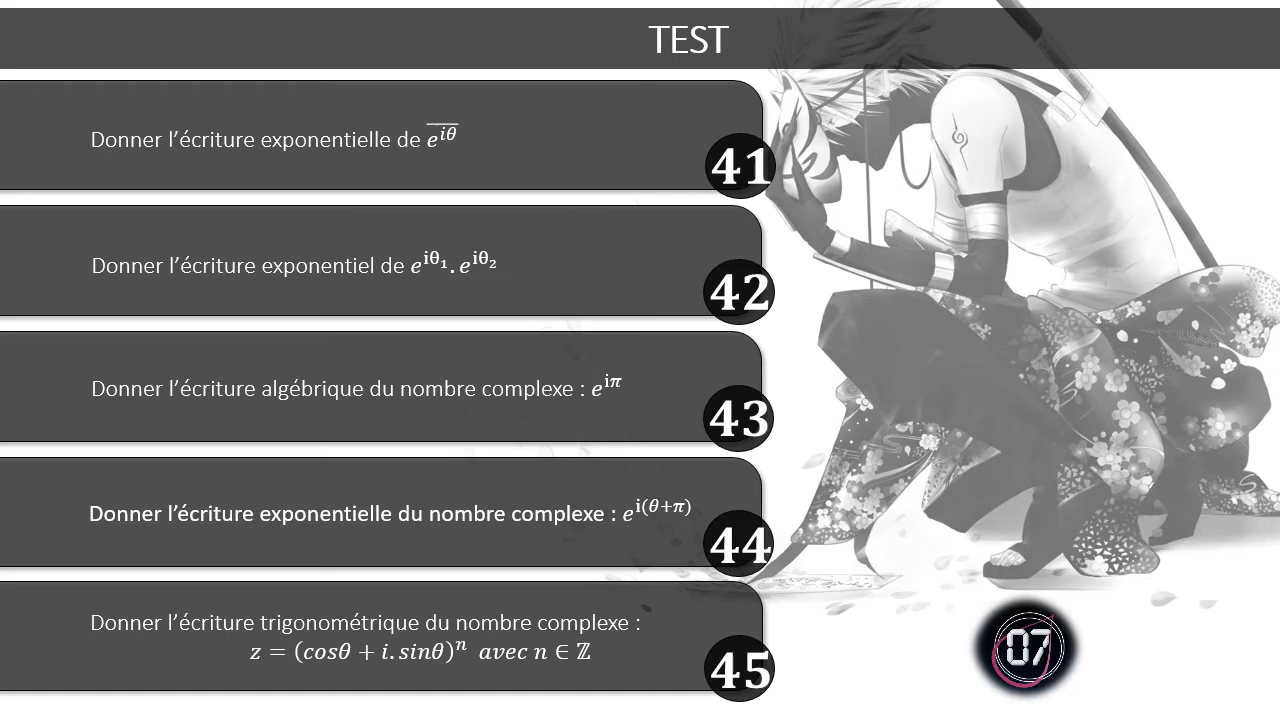 TEST
Donner l’écriture exponentielle de $\overline{e^{i\theta}}$
41
Donner l’écriture exponentiel de $e^{i\theta_1}.e^{i\theta_2}$
42
Donner l’écriture algébrique du nombre complexe : $e^{i\pi}$
43
Donner l’écriture exponentielle du nombre complexe : $e^{i(\theta+\pi)}$
44
Donner l’écriture trigonométrique du nombre complexe :
$z = (cos\theta + i.sin\theta)^n$ avec $n \in \mathbb{Z}$
45
07